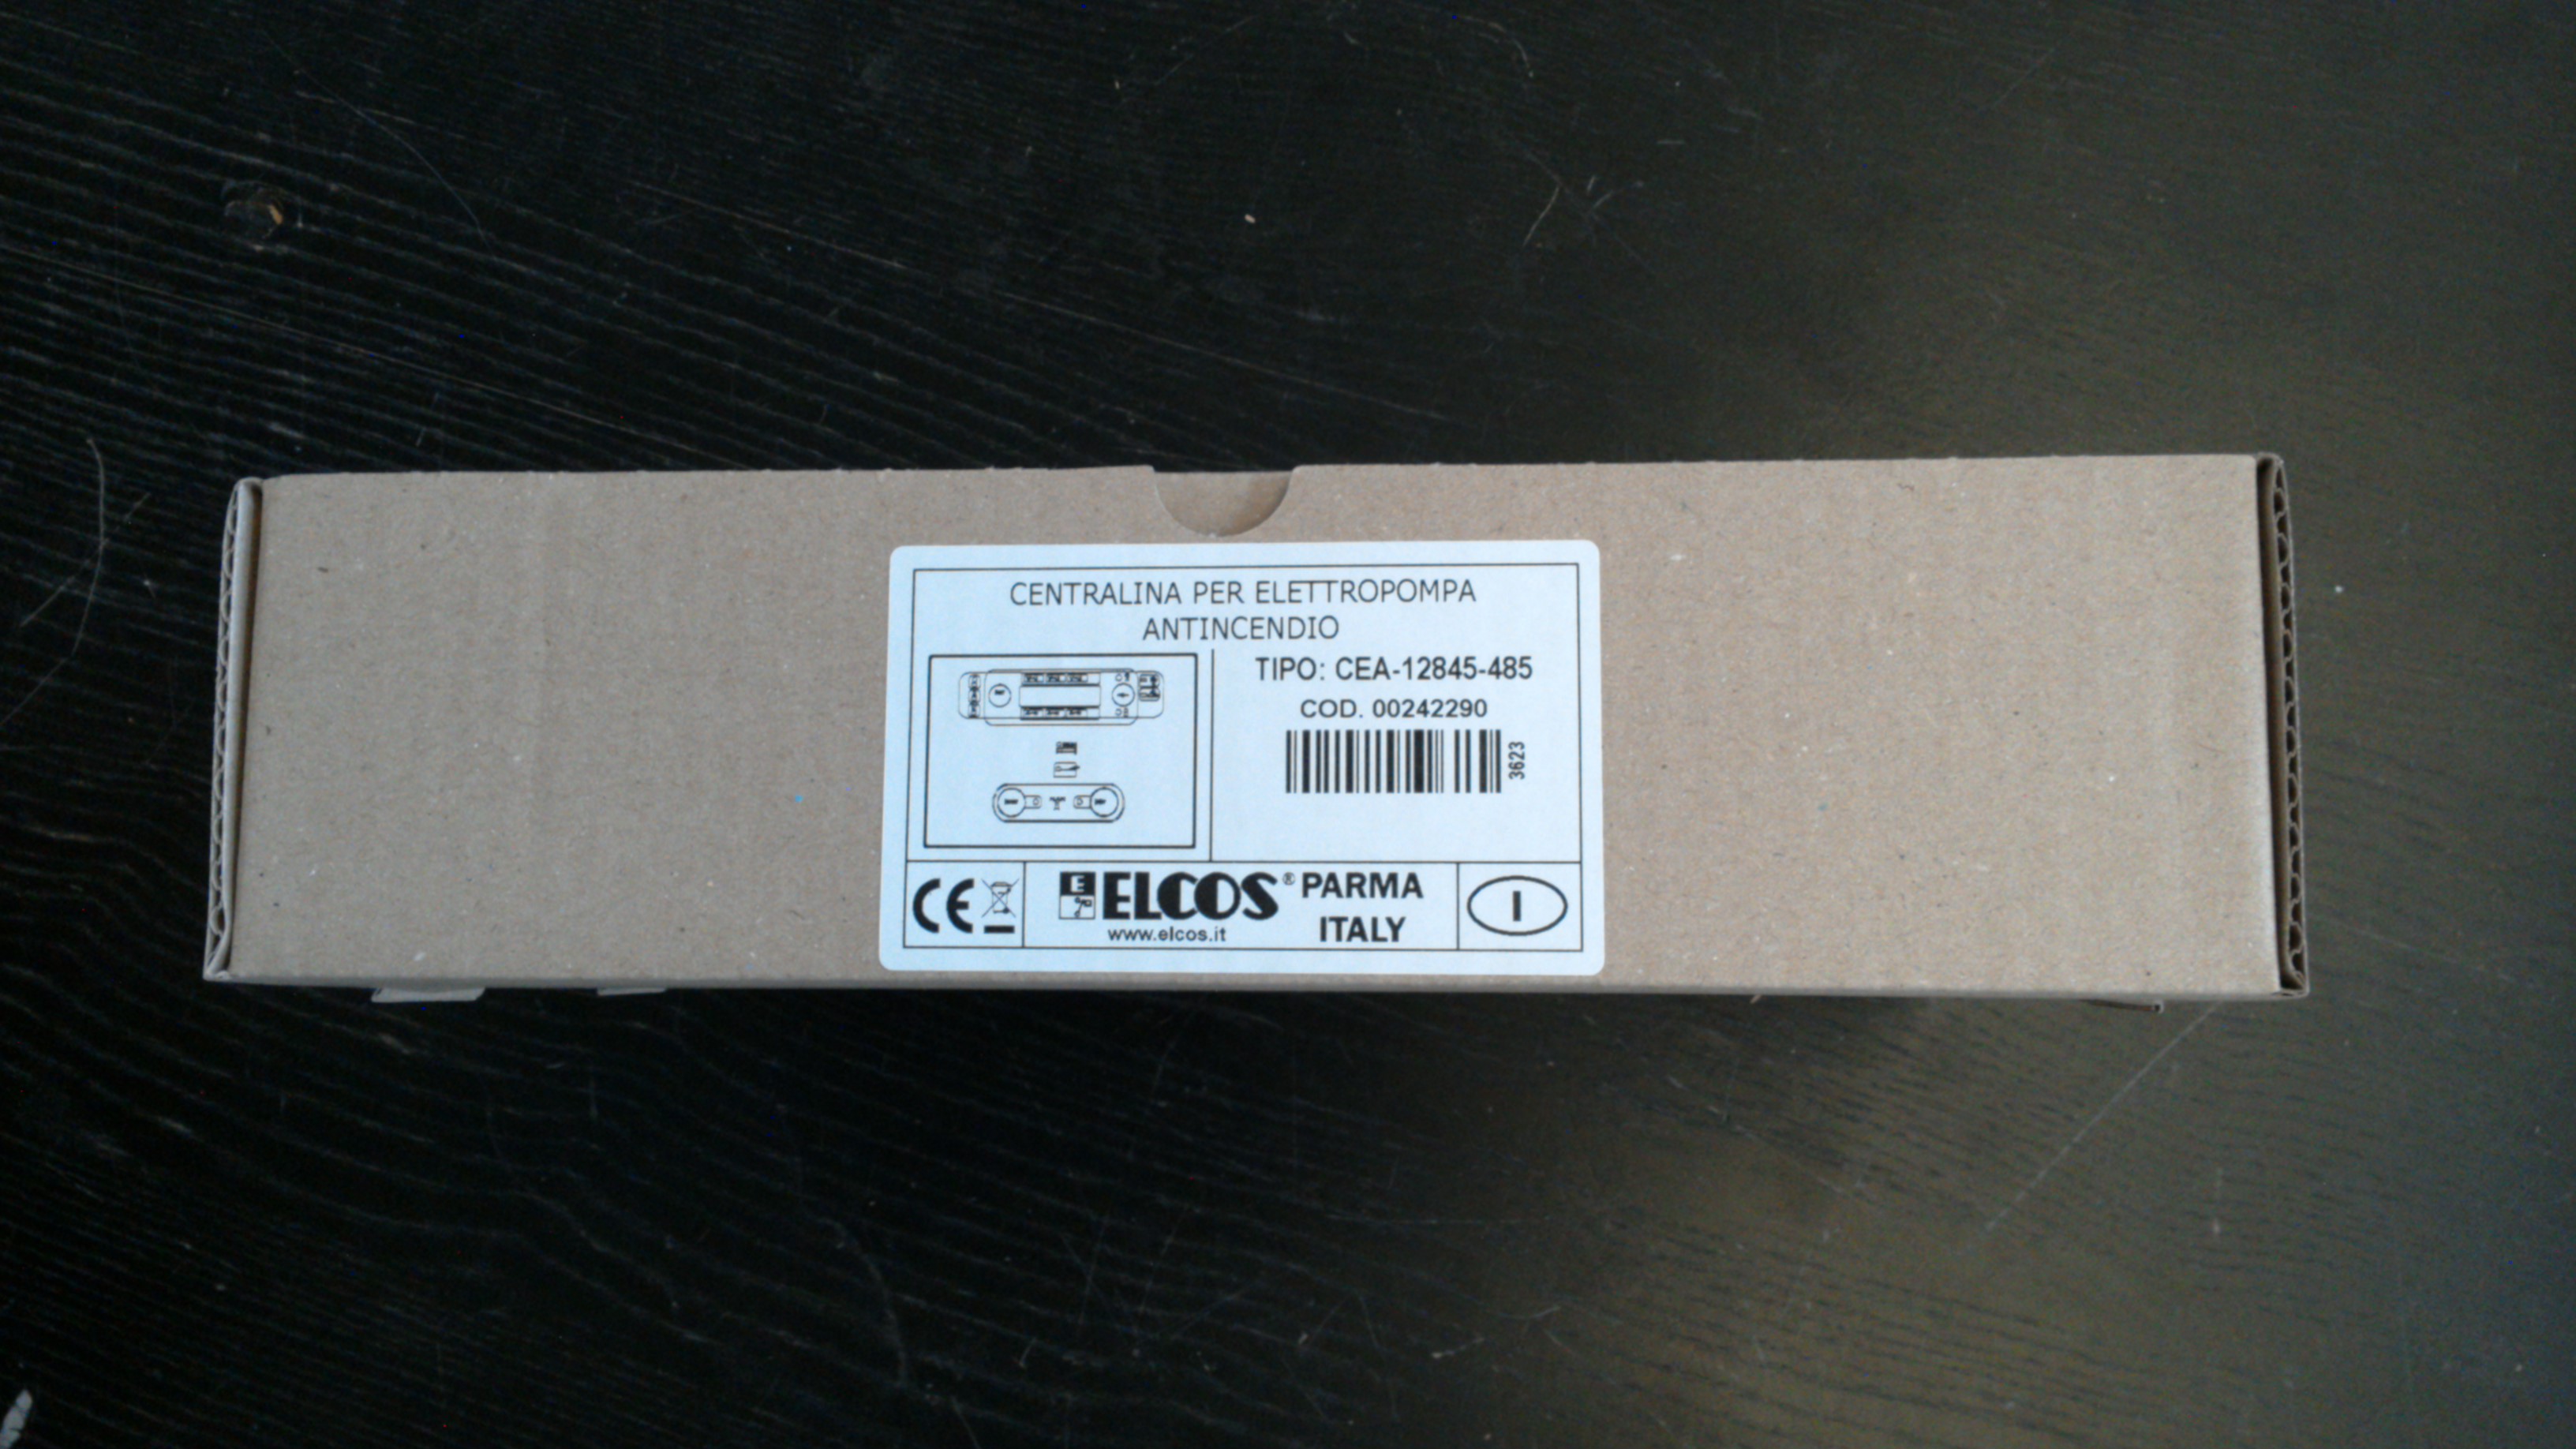 CENTRALINA PER ELETTROPOMPA
ANTINCENDIO
TIPO: CEA-12845-485
COD. 00242290
3623
CE
E ELCOS® PARMA
ITALY
www.elcos.it
I